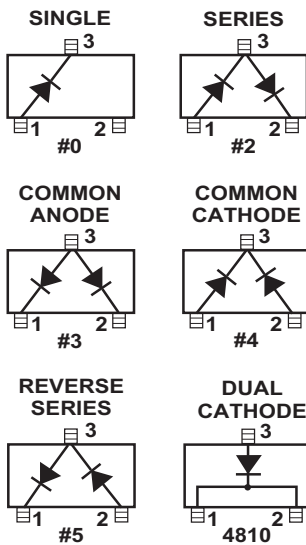 SINGLE
3
1 2
#0
SERIES
3
1 2
#2
COMMON
ANODE
3
1 2
#3
COMMON
CATHODE
3
1 2
#4
REVERSE
SERIES
3
1 2
#5
DUAL
CATHODE
3
1 2
4810